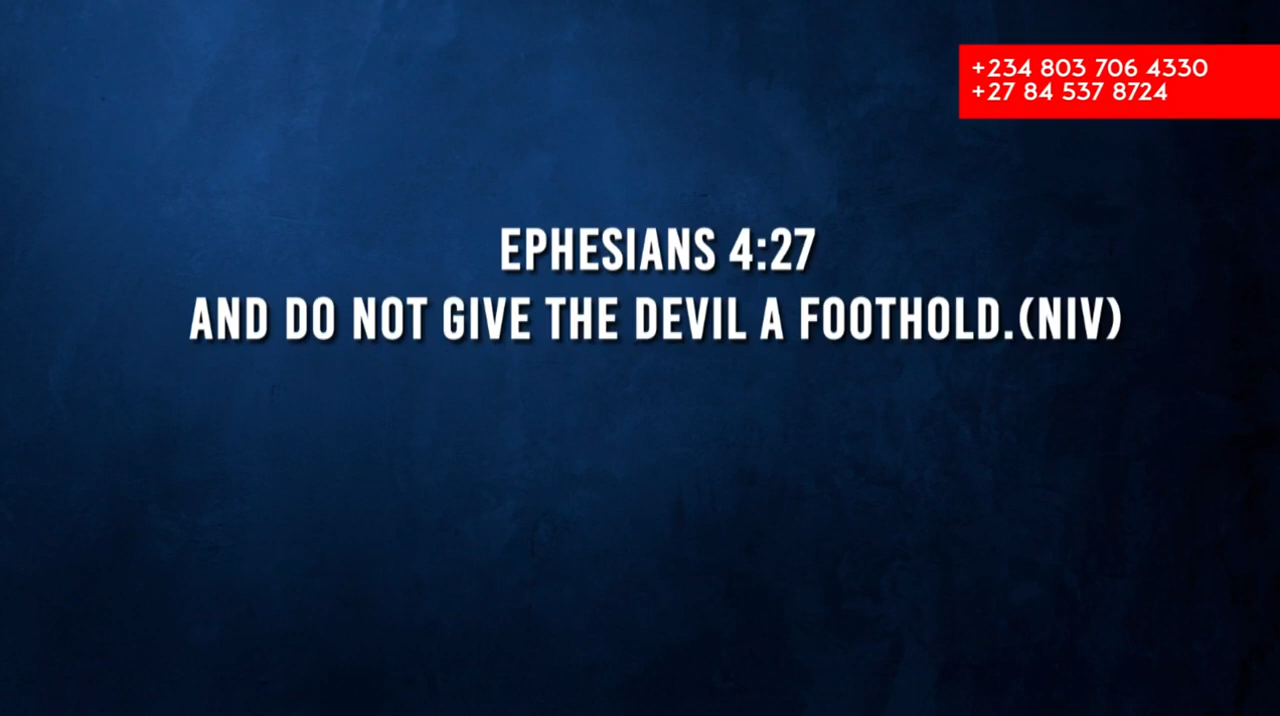 +234 803 706 4330
+27 84 537 8724
EPHESIANS 4:27
AND DO NOT GIVE THE DEVIL A FOOTHOLD.(NIV)